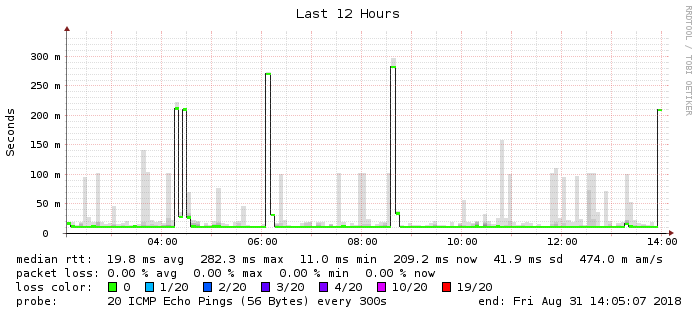 Last 12 Hours
RRDTOOL / TOBI OETIKER
Seconds
300 m
250 m
200 m
150 m
100 m
50 m
0
04:00 06:00 08:00 10:00 12:00 14:00
median rtt: 19.8 ms avg 282.3 ms max 11.0 ms min 209.2 ms now 41.9 ms sd 474.0 m am/s
packet loss: 0.00 % avg 0.00 % max 0.00 % min 0.00 % now
loss color: 0 1/20 2/20 3/20 4/20 10/20 19/20
probe: 20 ICMP Echo Pings (56 Bytes) every 300s end: Fri Aug 31 14:05:07 2018